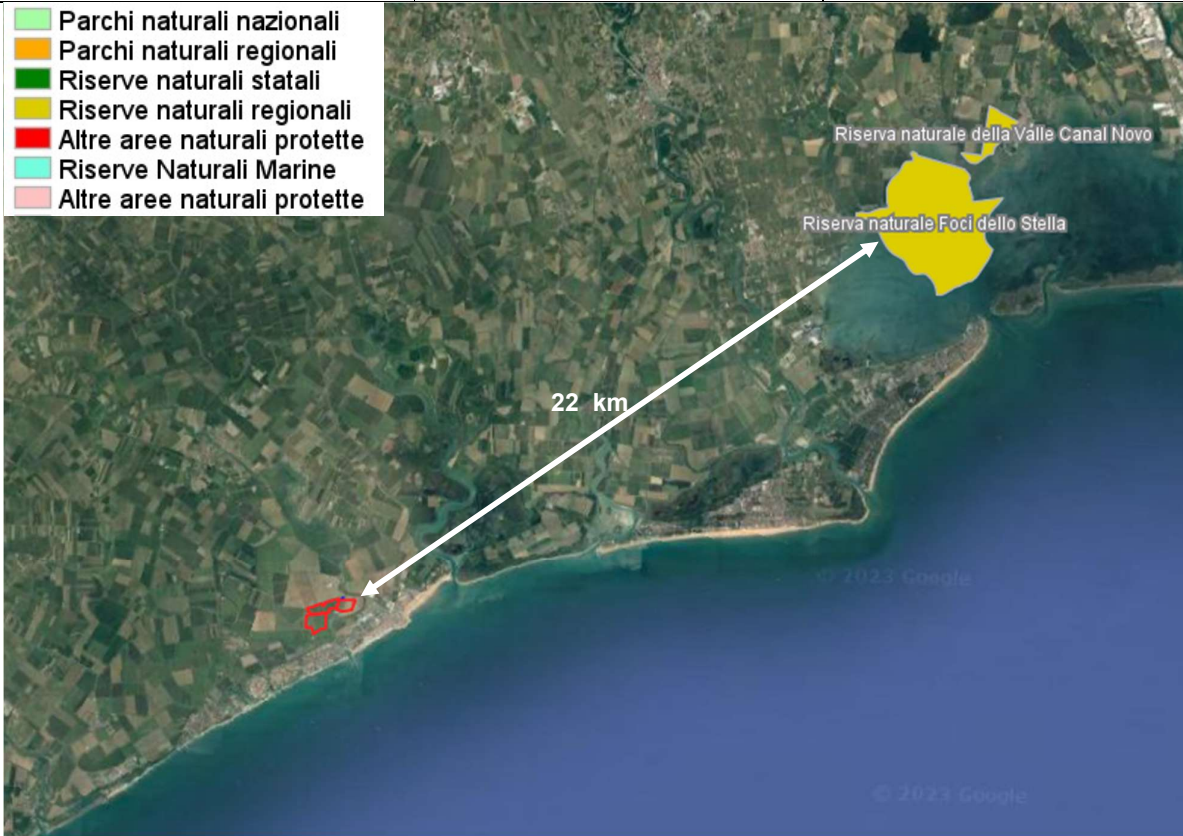 Parchi naturali nazionali
Parchi naturali regionali
Riserve naturali statali
Riserve naturali regionali
Altre aree naturali protette
Riserve Naturali Marine
Altre aree naturali protette
Riserva naturale della Valle Canal Novo
Riserva naturale Foci dello Stella
22 km
© 2023 Google
© 2023 Google